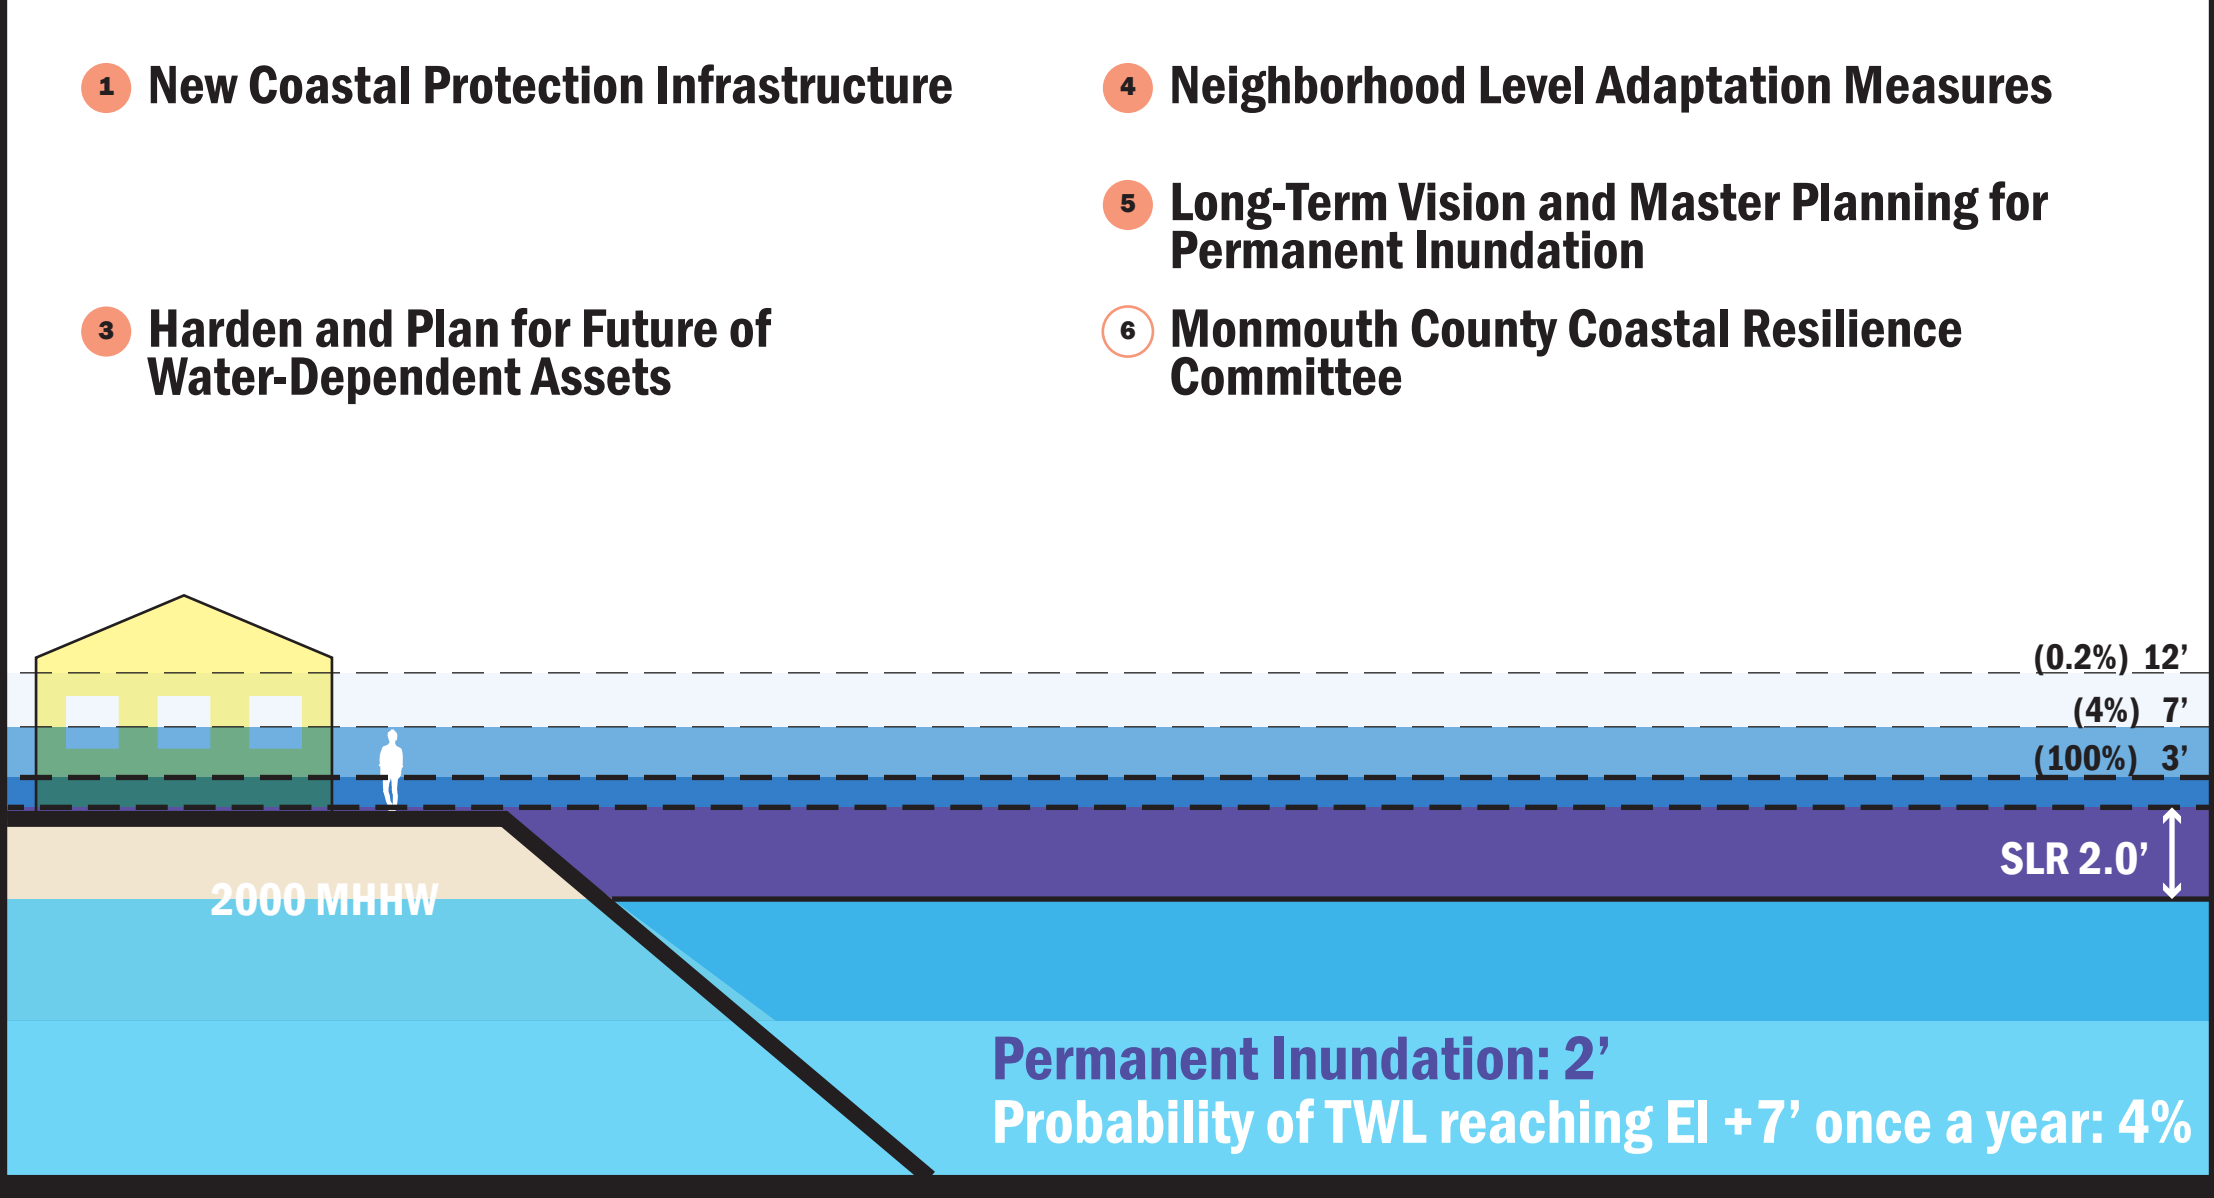 1 New Coastal Protection Infrastructure
3 Harden and Plan for Future of
Water-Dependent Assets
4 Neighborhood Level Adaptation Measures
5 Long-Term Vision and Master Planning for
Permanent Inundation
6 Monmouth County Coastal Resilience
Committee
(0.2%) 12’
(4%) 7’
(100%) 3’
SLR 2.0’
2000 MHHW
Permanent Inundation: 2’
Probability of TWL reaching El +7’ once a year: 4%